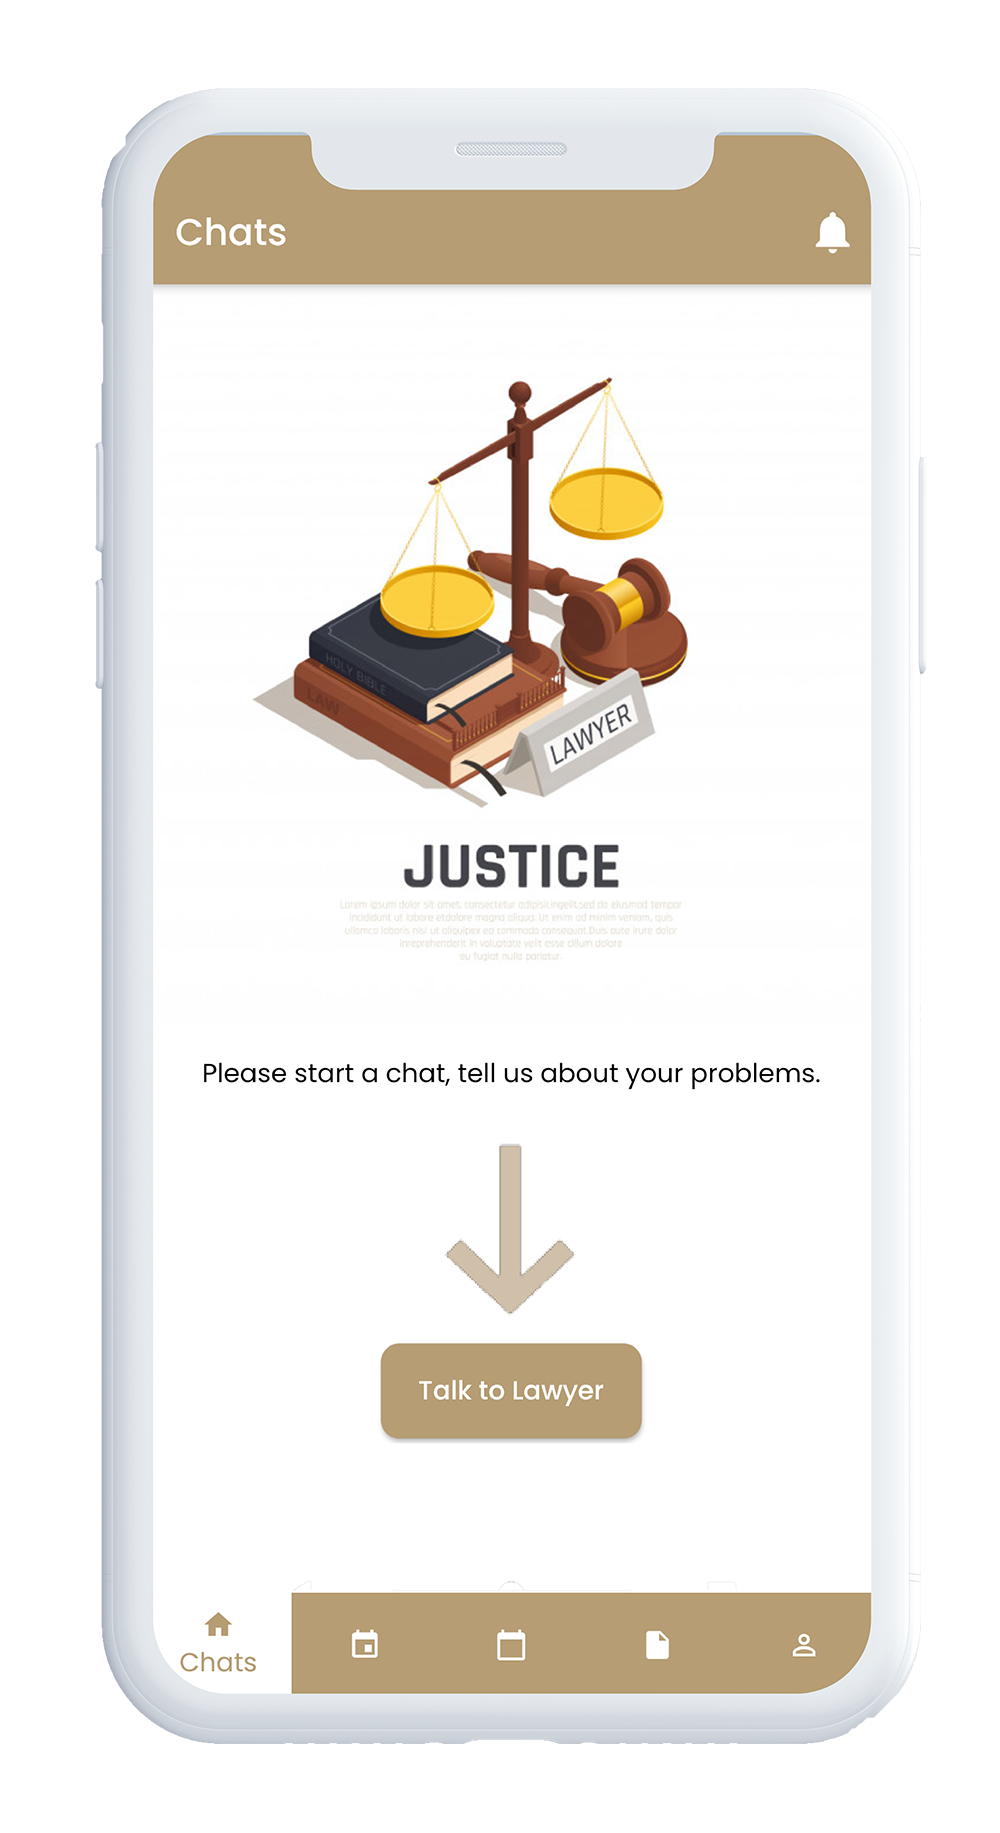 Chats
HOLY BIBLE
LAW
LAWYER
JUSTICE
Lorem ipsum dolor sit amet, consectetur adipisicingelit,sed do eiusmod tempor
incididunt ut labore etdolore magna aliqua. Ut enim ad minim veniam, quis
ullamco laboris nisi ut aliquipex ea commodo consequat.Duis aute irure dolor
inreprehenderit in voluptate velit esse cillum dolore
eu fugiat nulla pariatur.
Please start a chat, tell us about your problems.
Talk to Lawyer
Chats